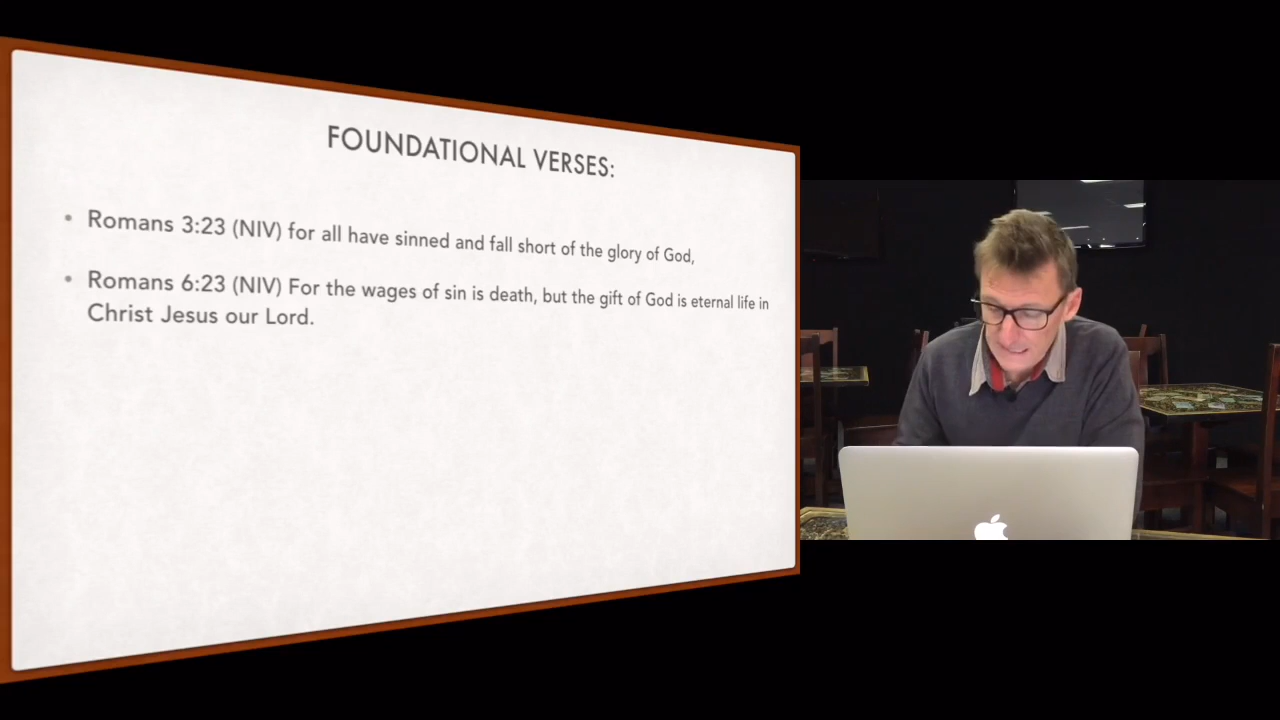 FOUNDATIONAL VERSES:
• Romans 3:23 (NIV) for all have sinned and fall short of the glory of God,
• Romans 6:23 (NIV) For the wages of sin is death, but the gift of God is eternal life in
Christ Jesus our Lord.